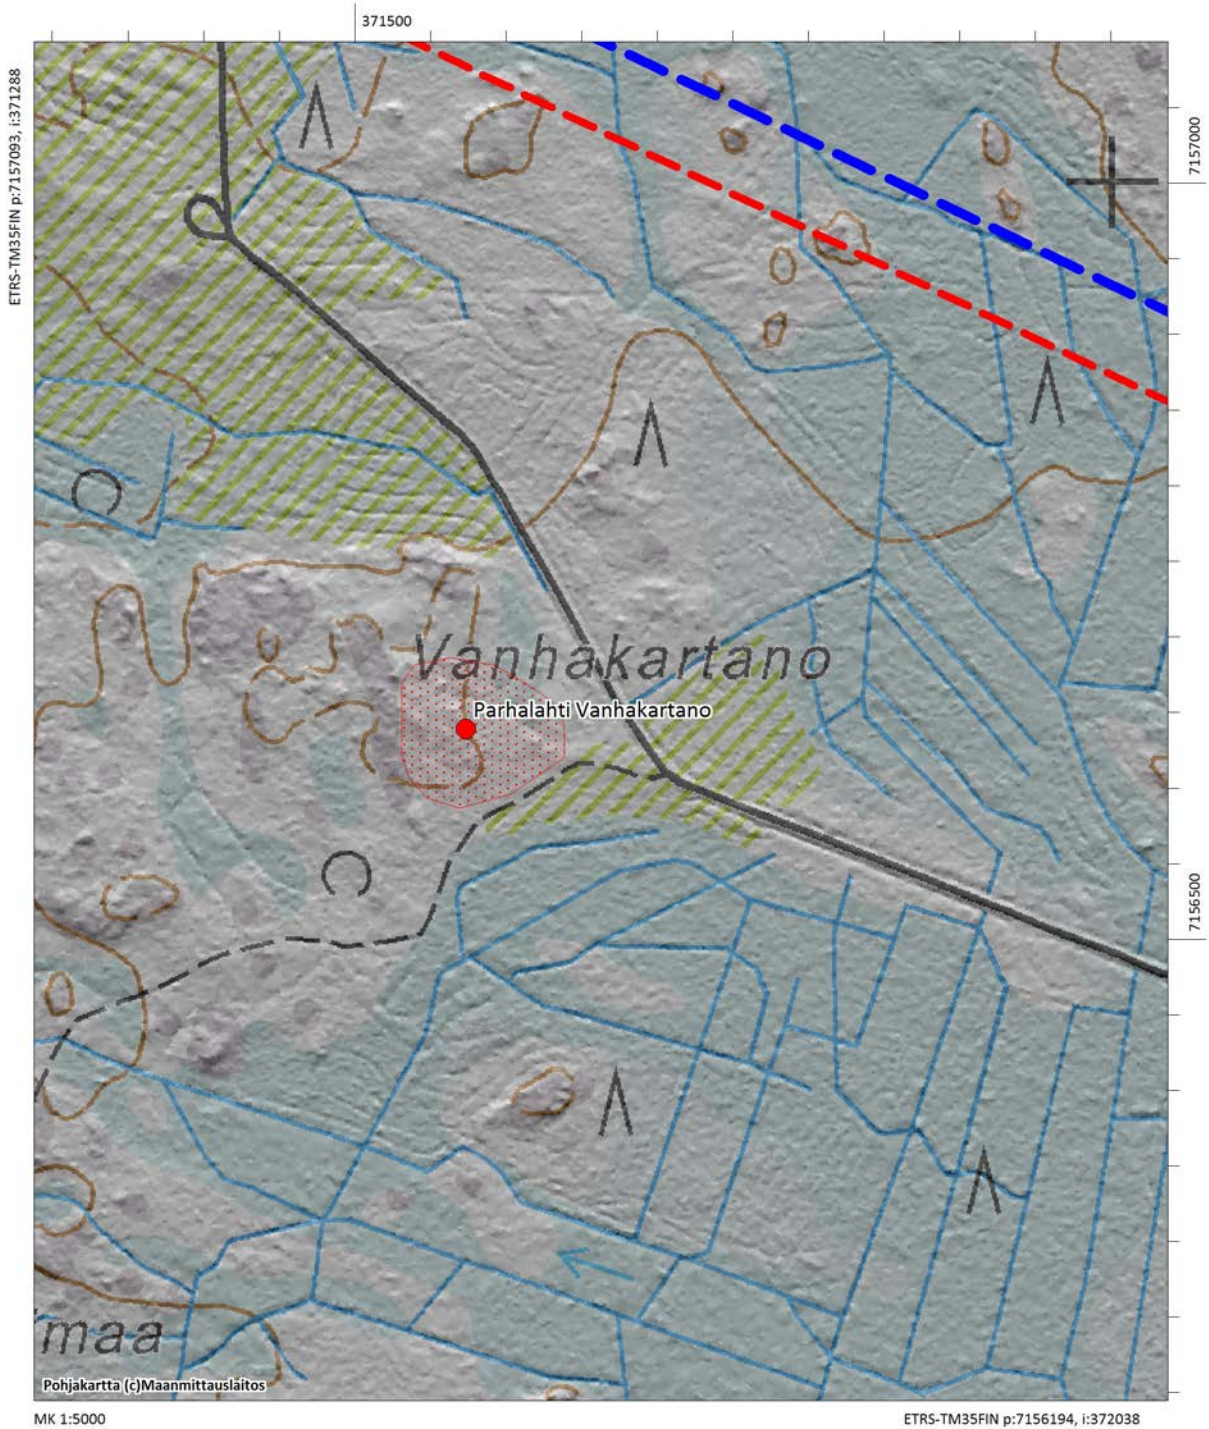 371500
ETRS-TM35FIN p:7157093, i:371288
7157000
Vanhakartano
Parhalahti Vanhakartano
7156500
maa
Pohjakartta (c)Maanmittauslaitos
MK 1:5000
ETRS-TM35FIN p:7156194, i:372038